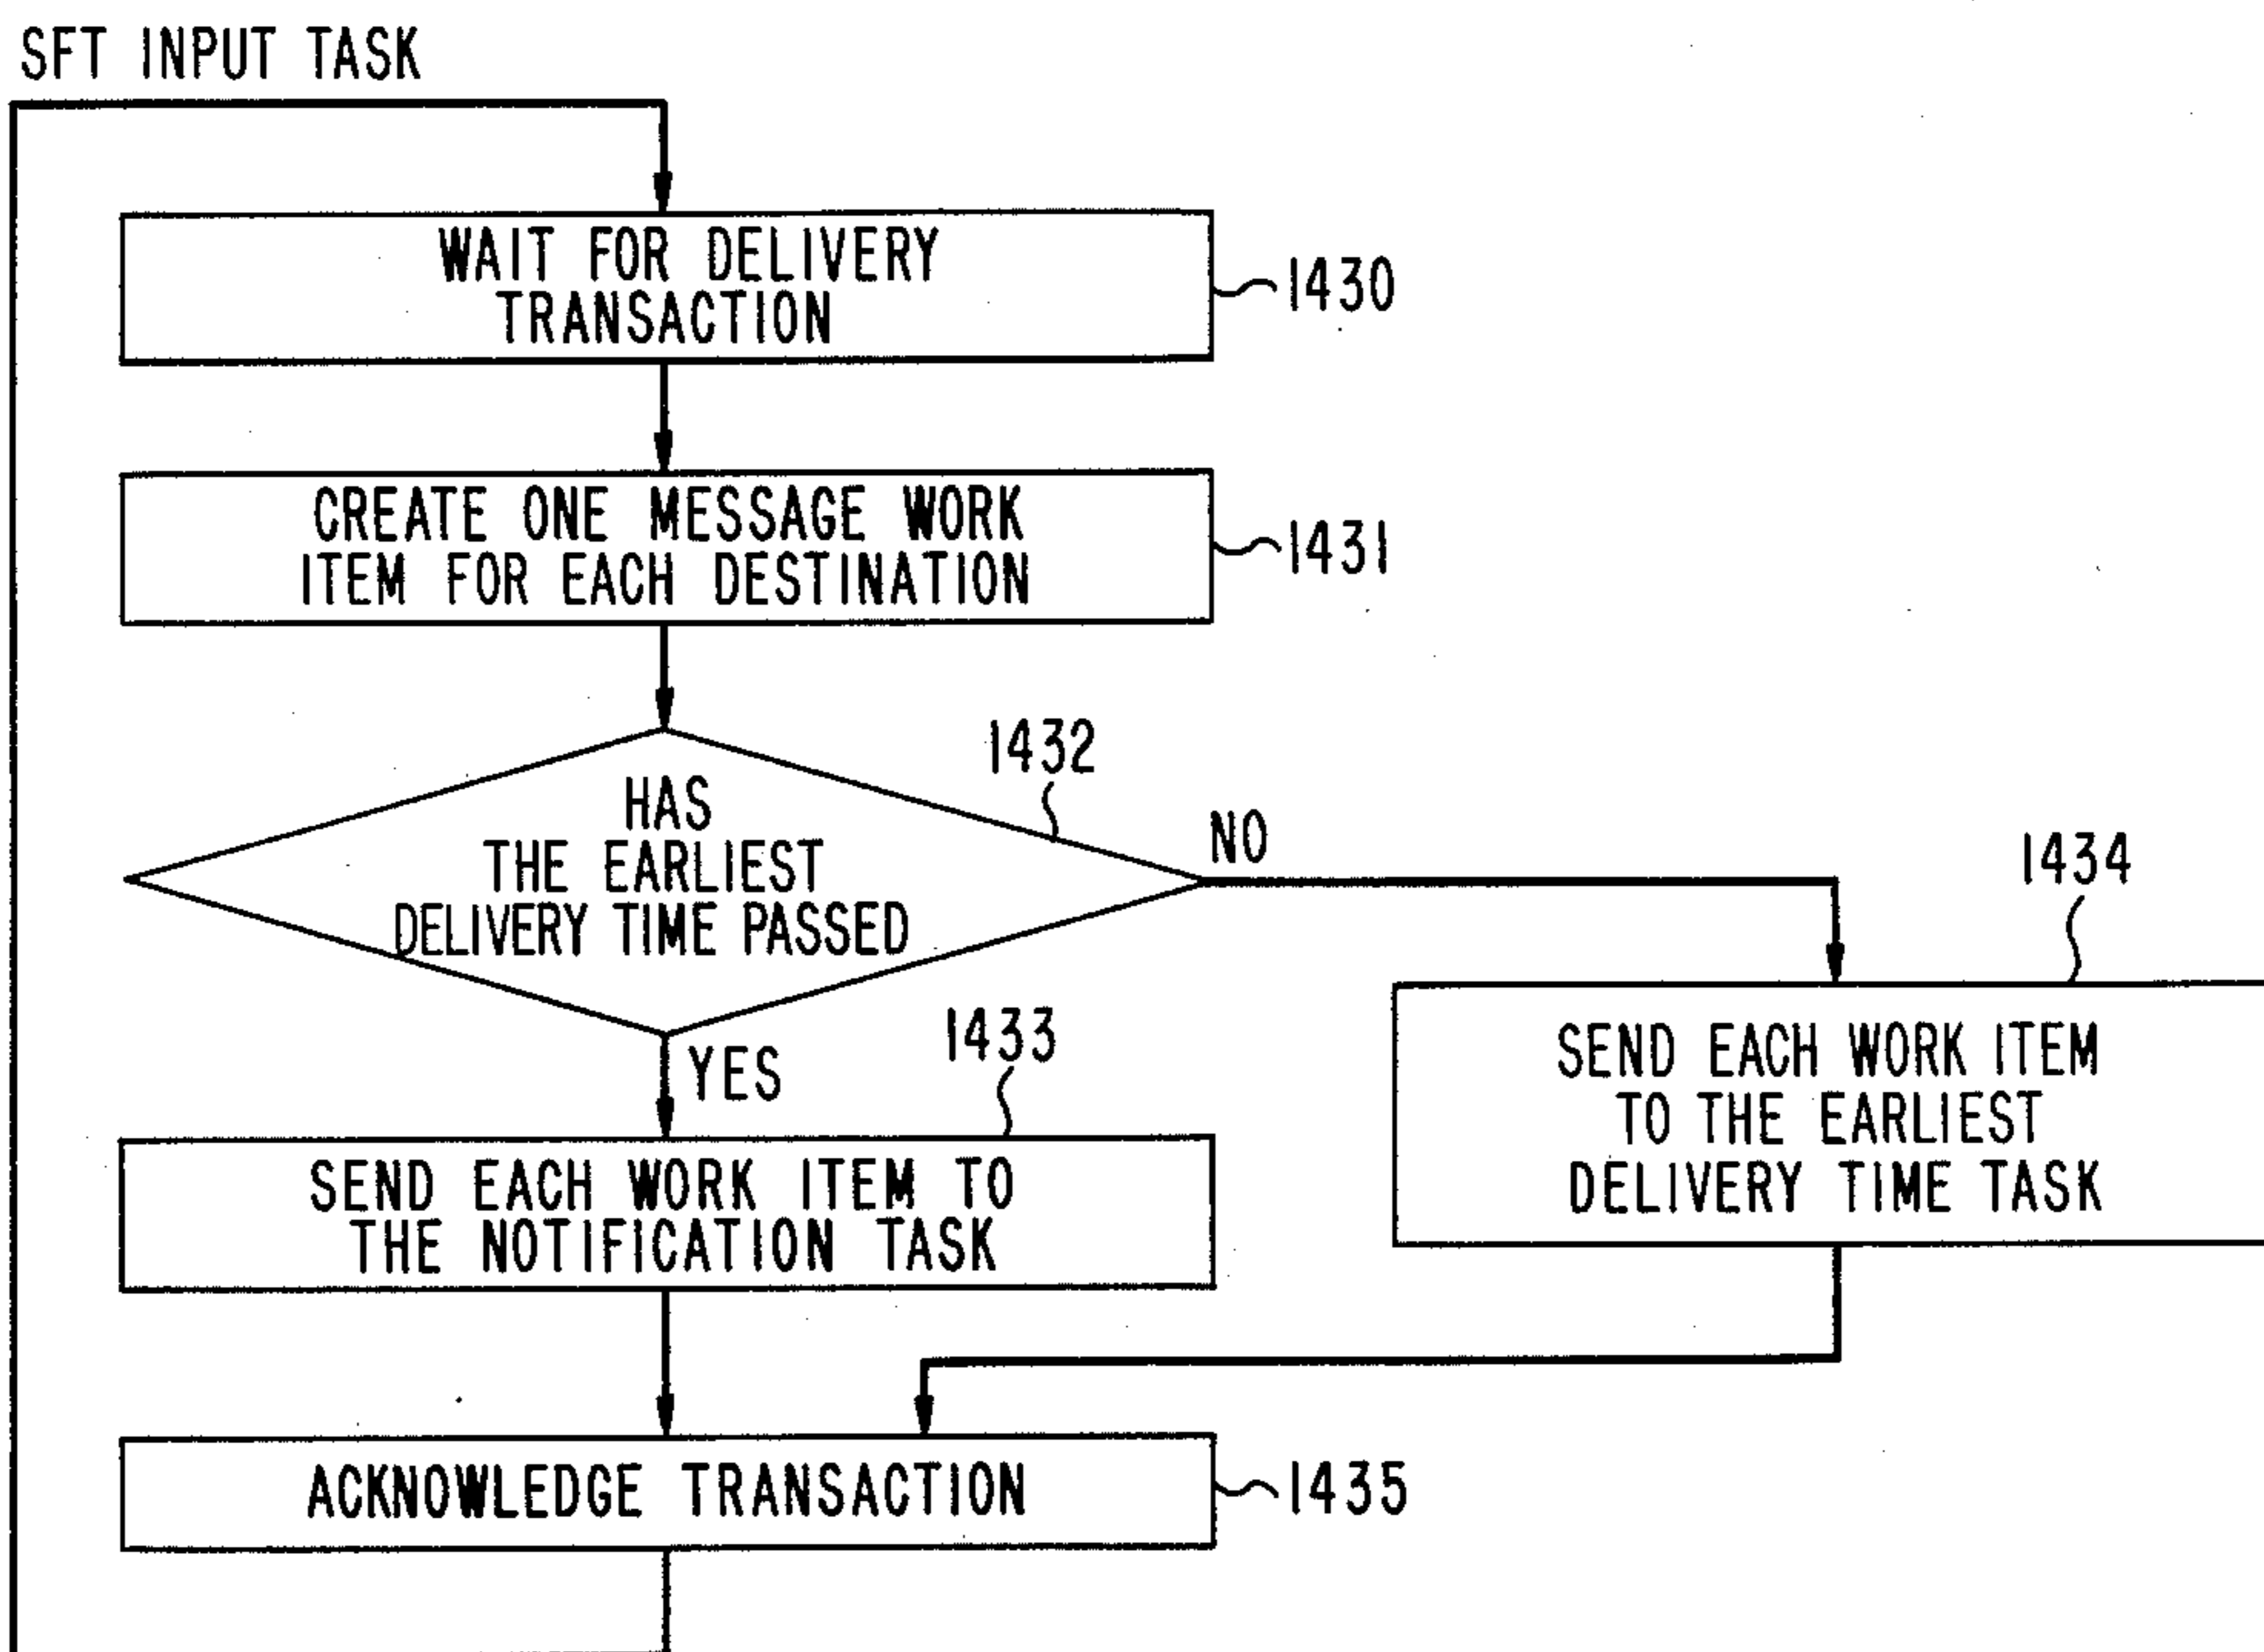 SFT INPUT TASK
WAIT FOR DELIVERY
TRANSACTION
1430
CREATE ONE MESSAGE WORK
ITEM FOR EACH DESTINATION
1431
1432
HAS
THE EARLIEST
DELIVERY TIME PASSED
NO
1434
YES
1433
SEND EACH WORK ITEM
TO THE EARLIEST
DELIVERY TIME TASK
SEND EACH WORK ITEM TO
THE NOTIFICATION TASK
ACKNOWLEDGE TRANSACTION
1435